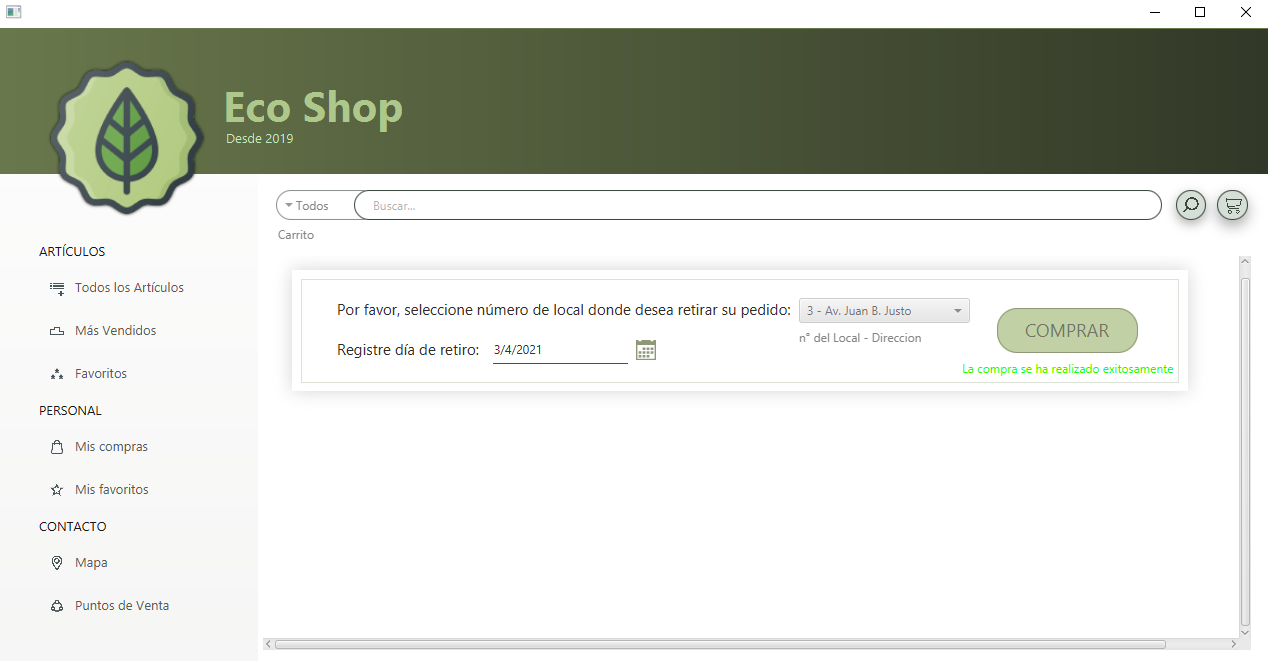 Eco Shop
Desde 2019
Todos
Buscar...
Carrito
ARTÍCULOS
Todos los Artículos
Más Vendidos
Favoritos
PERSONAL
Mis compras
Mis favoritos
CONTACTO
Mapa
Puntos de Venta
Por favor, seleccione número de local donde desea retirar su pedido:
3 - Av. Juan B. Justo
n° del Local - Direccion
Registre día de retiro:
3/4/2021
COMPRAR
La compra se ha realizado exitosamente